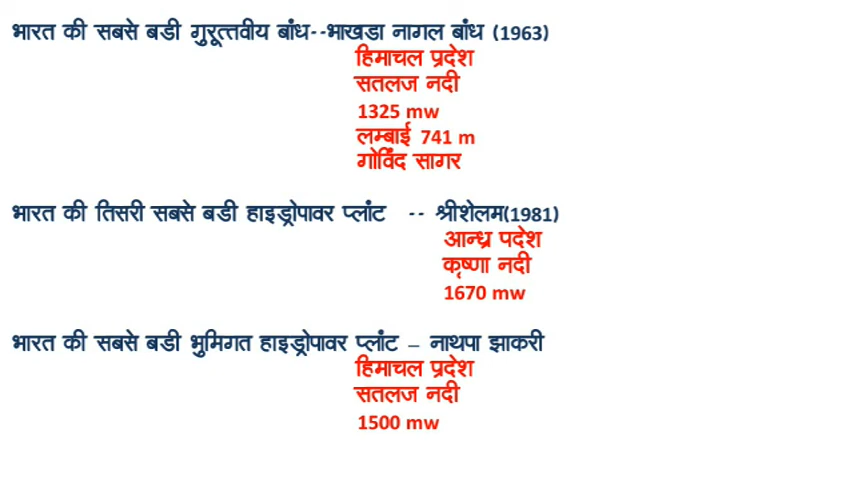 भारत की सबसे बडी गुरूत्तवीय बाँध--भाखडा नागल बाँध (1963)
हिमाचल प्रदेश
सतलज नदी
1325 mw
लम्बाई 741 m
गोविंद सागर
भारत की तिसरी सबसे बडी हाइड्रोपावर प्लाँट -- श्रीशेलम(1981)
आन्ध्र पदेश
कृष्णा नदी
1670 mw
भारत की सबसे बडी भुमिगत हाइड्रोपावर प्लाँट – नाथपा झाकरी
हिमाचल प्रदेश
सतलज नदी
1500 mw